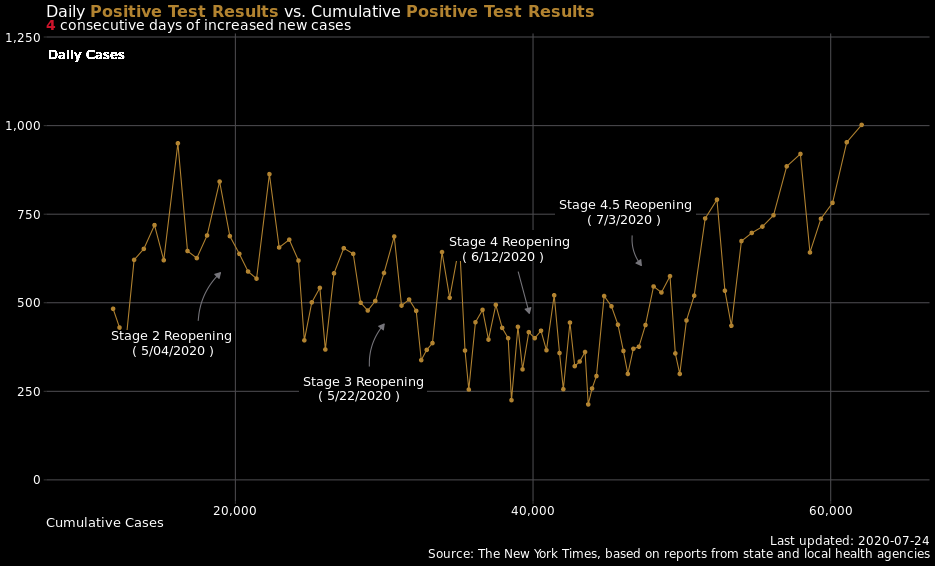 Daily Positive Test Results vs. Cumulative Positive Test Results
4 consecutive days of increased new cases
1,250
Daily Cases
1,000
750
500
250
0
Stage 4.5 Reopening
( 7/3/2020 )
Stage 4 Reopening
( 6/12/2020 )
Stage 2 Reopening
( 5/04/2020 )
Stage 3 Reopening
( 5/22/2020 )
20,000
40,000
60,000
Cumulative Cases
Last updated: 2020-07-24
Source: The New York Times, based on reports from state and local health agencies